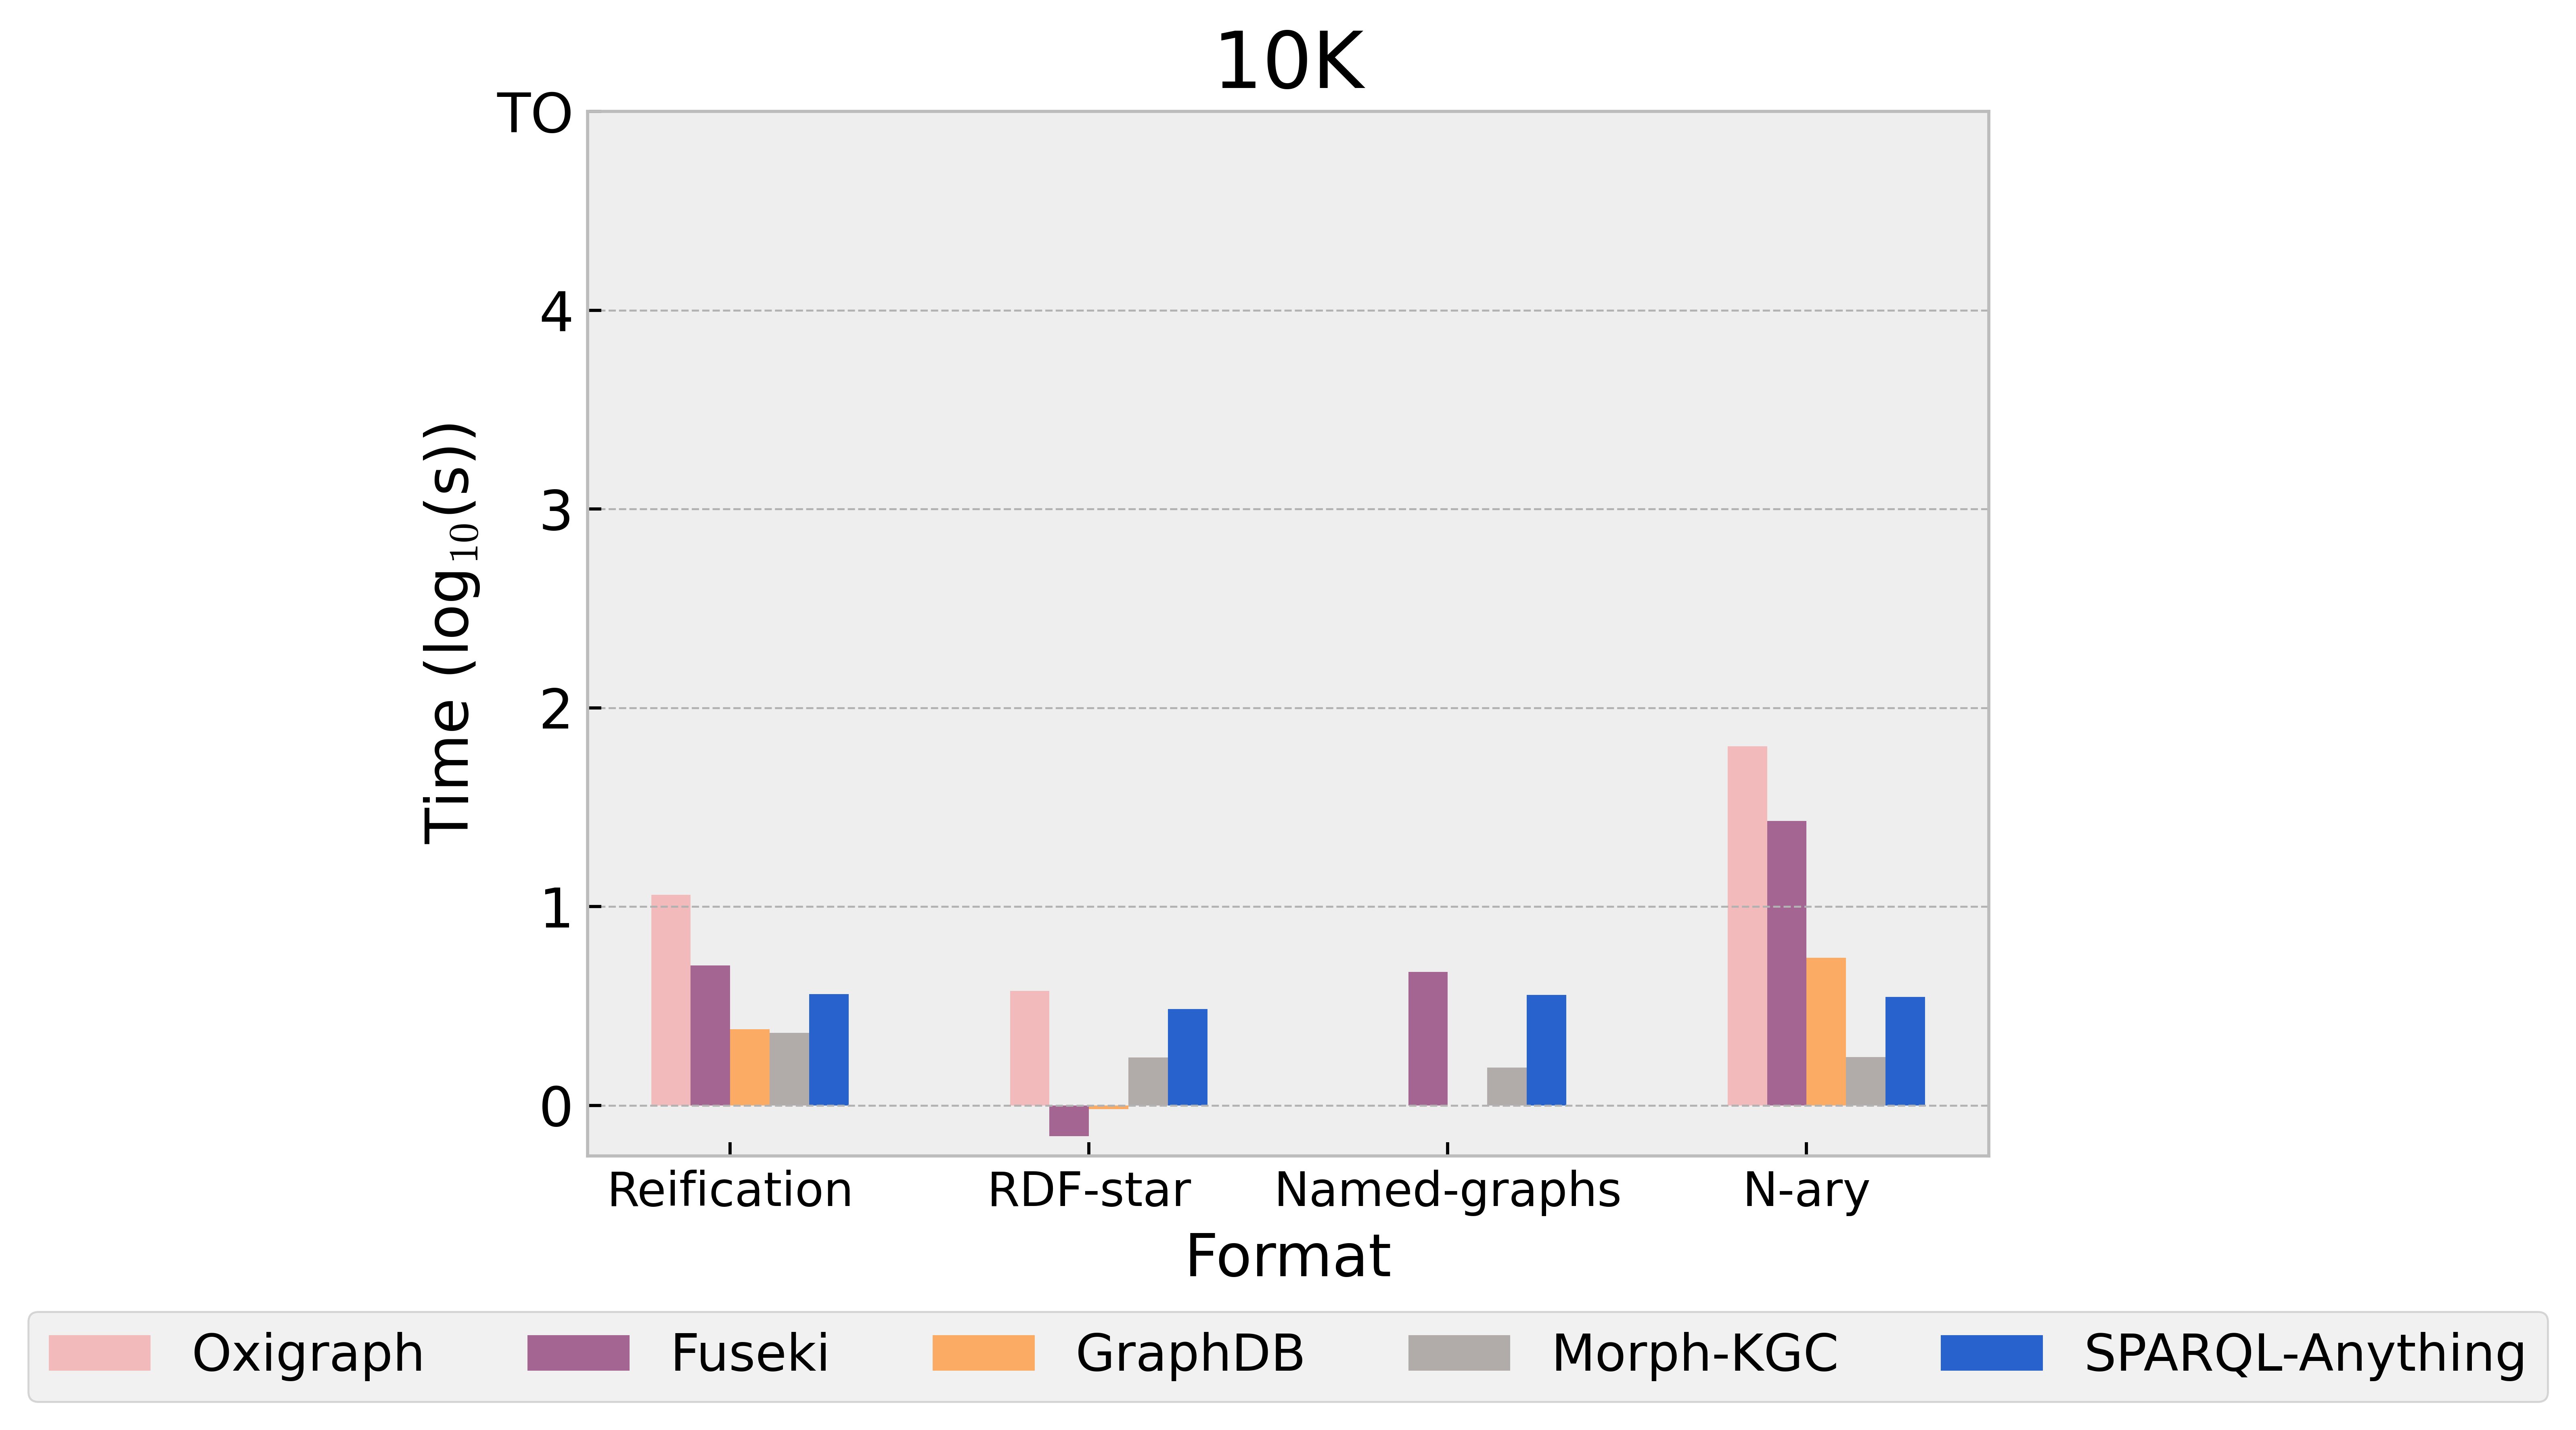 10K
TO
4
3
2
1
0
Time (log₁₀(s))
Reification RDF-star Named-graphs N-ary
Format
Oxigraph Fuseki GraphDB Morph-KGC SPARQL-Anything